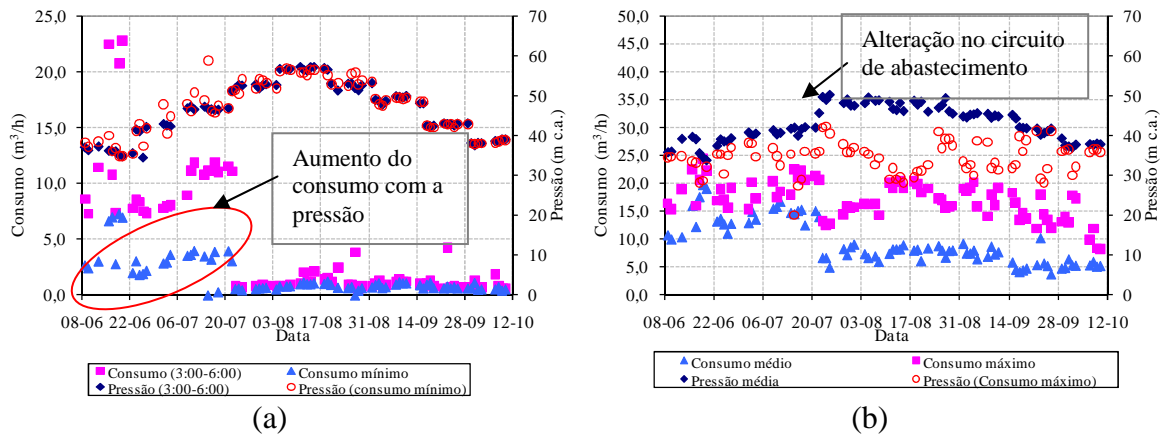 25,0
20,0
15,0
10,0
5,0
0,0
Consumo (m³/h)
70
60
50
40
30
20
10
0
Pressão (m c.a.)
Aumento do
consumo com a
pressão
08-06 22-06 06-07 20-07 03-08 17-08 31-08 14-09 28-09 12-10
Data
Consumo (3:00-6:00) Consumo mínimo
Pressão (3:00-6:00) Pressão (consumo mínimo)
(a)
50,0
45,0
40,0
35,0
30,0
25,0
20,0
15,0
10,0
5,0
0,0
Consumo (m³/h)
70
60
50
40
30
20
10
0
Pressão (m c.a.)
Alteração no circuito
de abastecimento
08-06 22-06 06-07 20-07 03-08 17-08 31-08 14-09 28-09 12-10
Data
Consumo médio Consumo máximo
Pressão média Pressão (Consumo máximo)
(b)